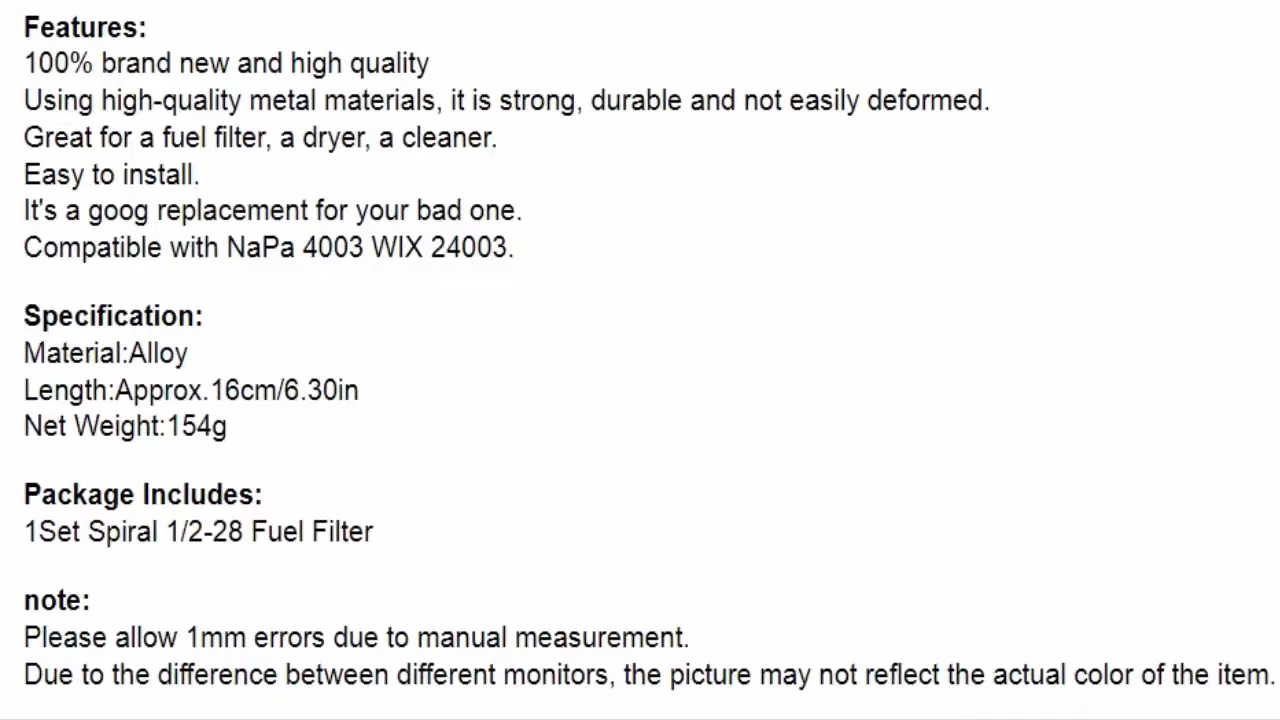 Features:
100% brand new and high quality
Using high-quality metal materials, it is strong, durable and not easily deformed.
Great for a fuel filter, a dryer, a cleaner.
Easy to install.
It's a goog replacement for your bad one.
Compatible with NaPa 4003 WIX 24003.
Specification:
Material:Alloy
Length:Approx.16cm/6.30in
Net Weight:154g
Package Includes:
1Set Spiral 1/2-28 Fuel Filter
note:
Please allow 1mm errors due to manual measurement.
Due to the difference between different monitors, the picture may not reflect the actual color of the item.